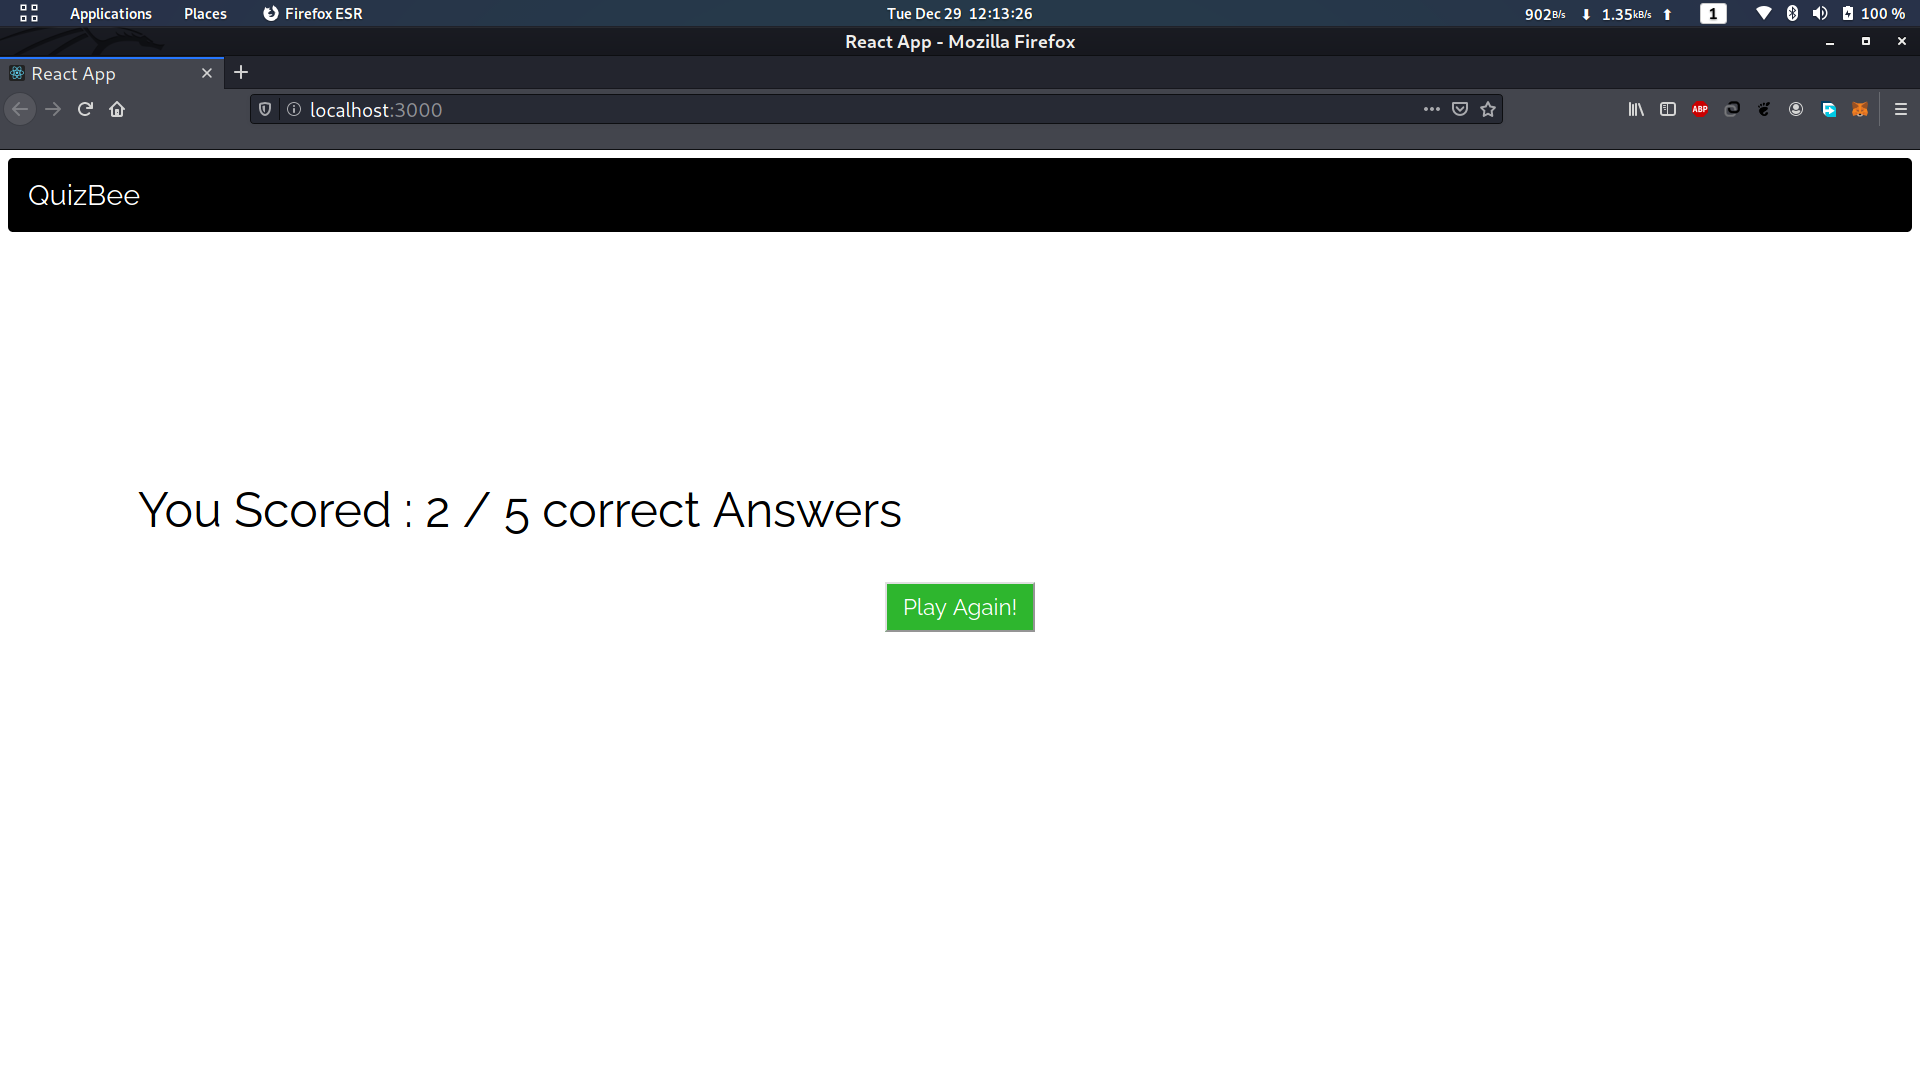 Applications Places Firefox ESR Tue Dec 29 12:13:26 902B/s ⬇ 1.35kB/s ⬆ 1 100 %
React App - Mozilla Firefox
React App
localhost:3000 ABP
QuizBee
You Scored : 2 / 5 correct Answers
Play Again!